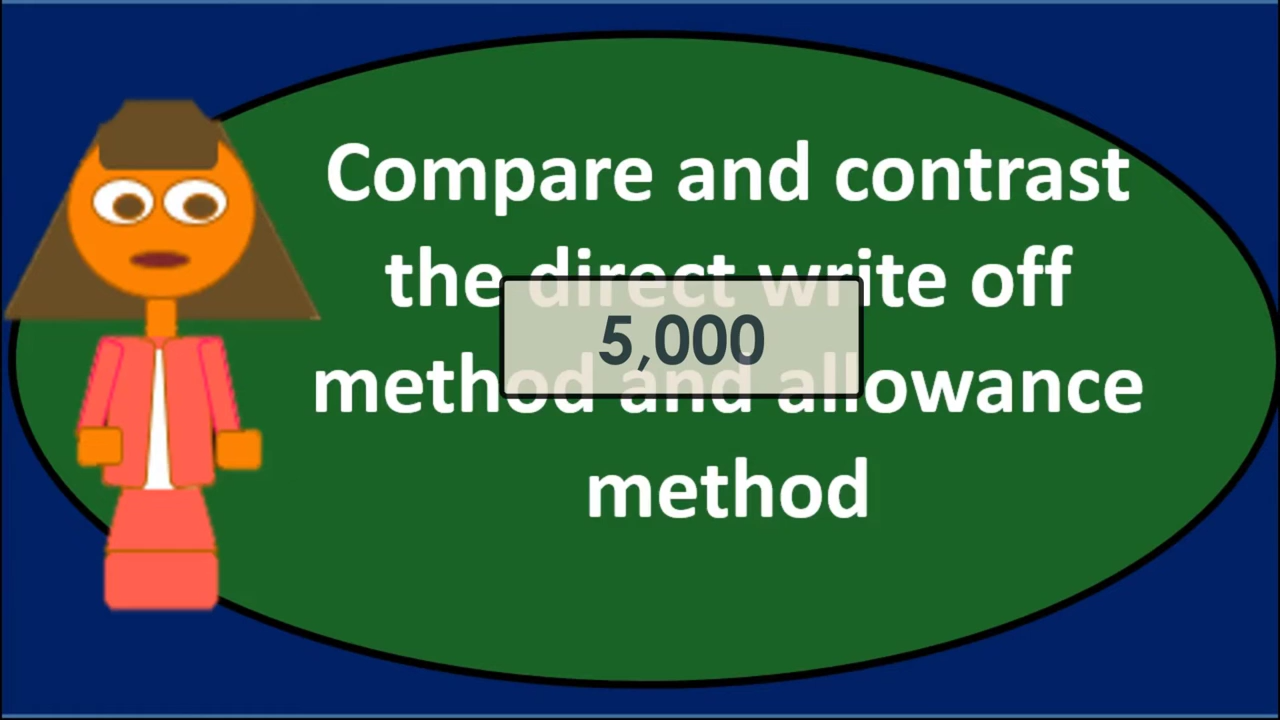 Compare and contrast
the direct write off
5,000
method and allowance
method